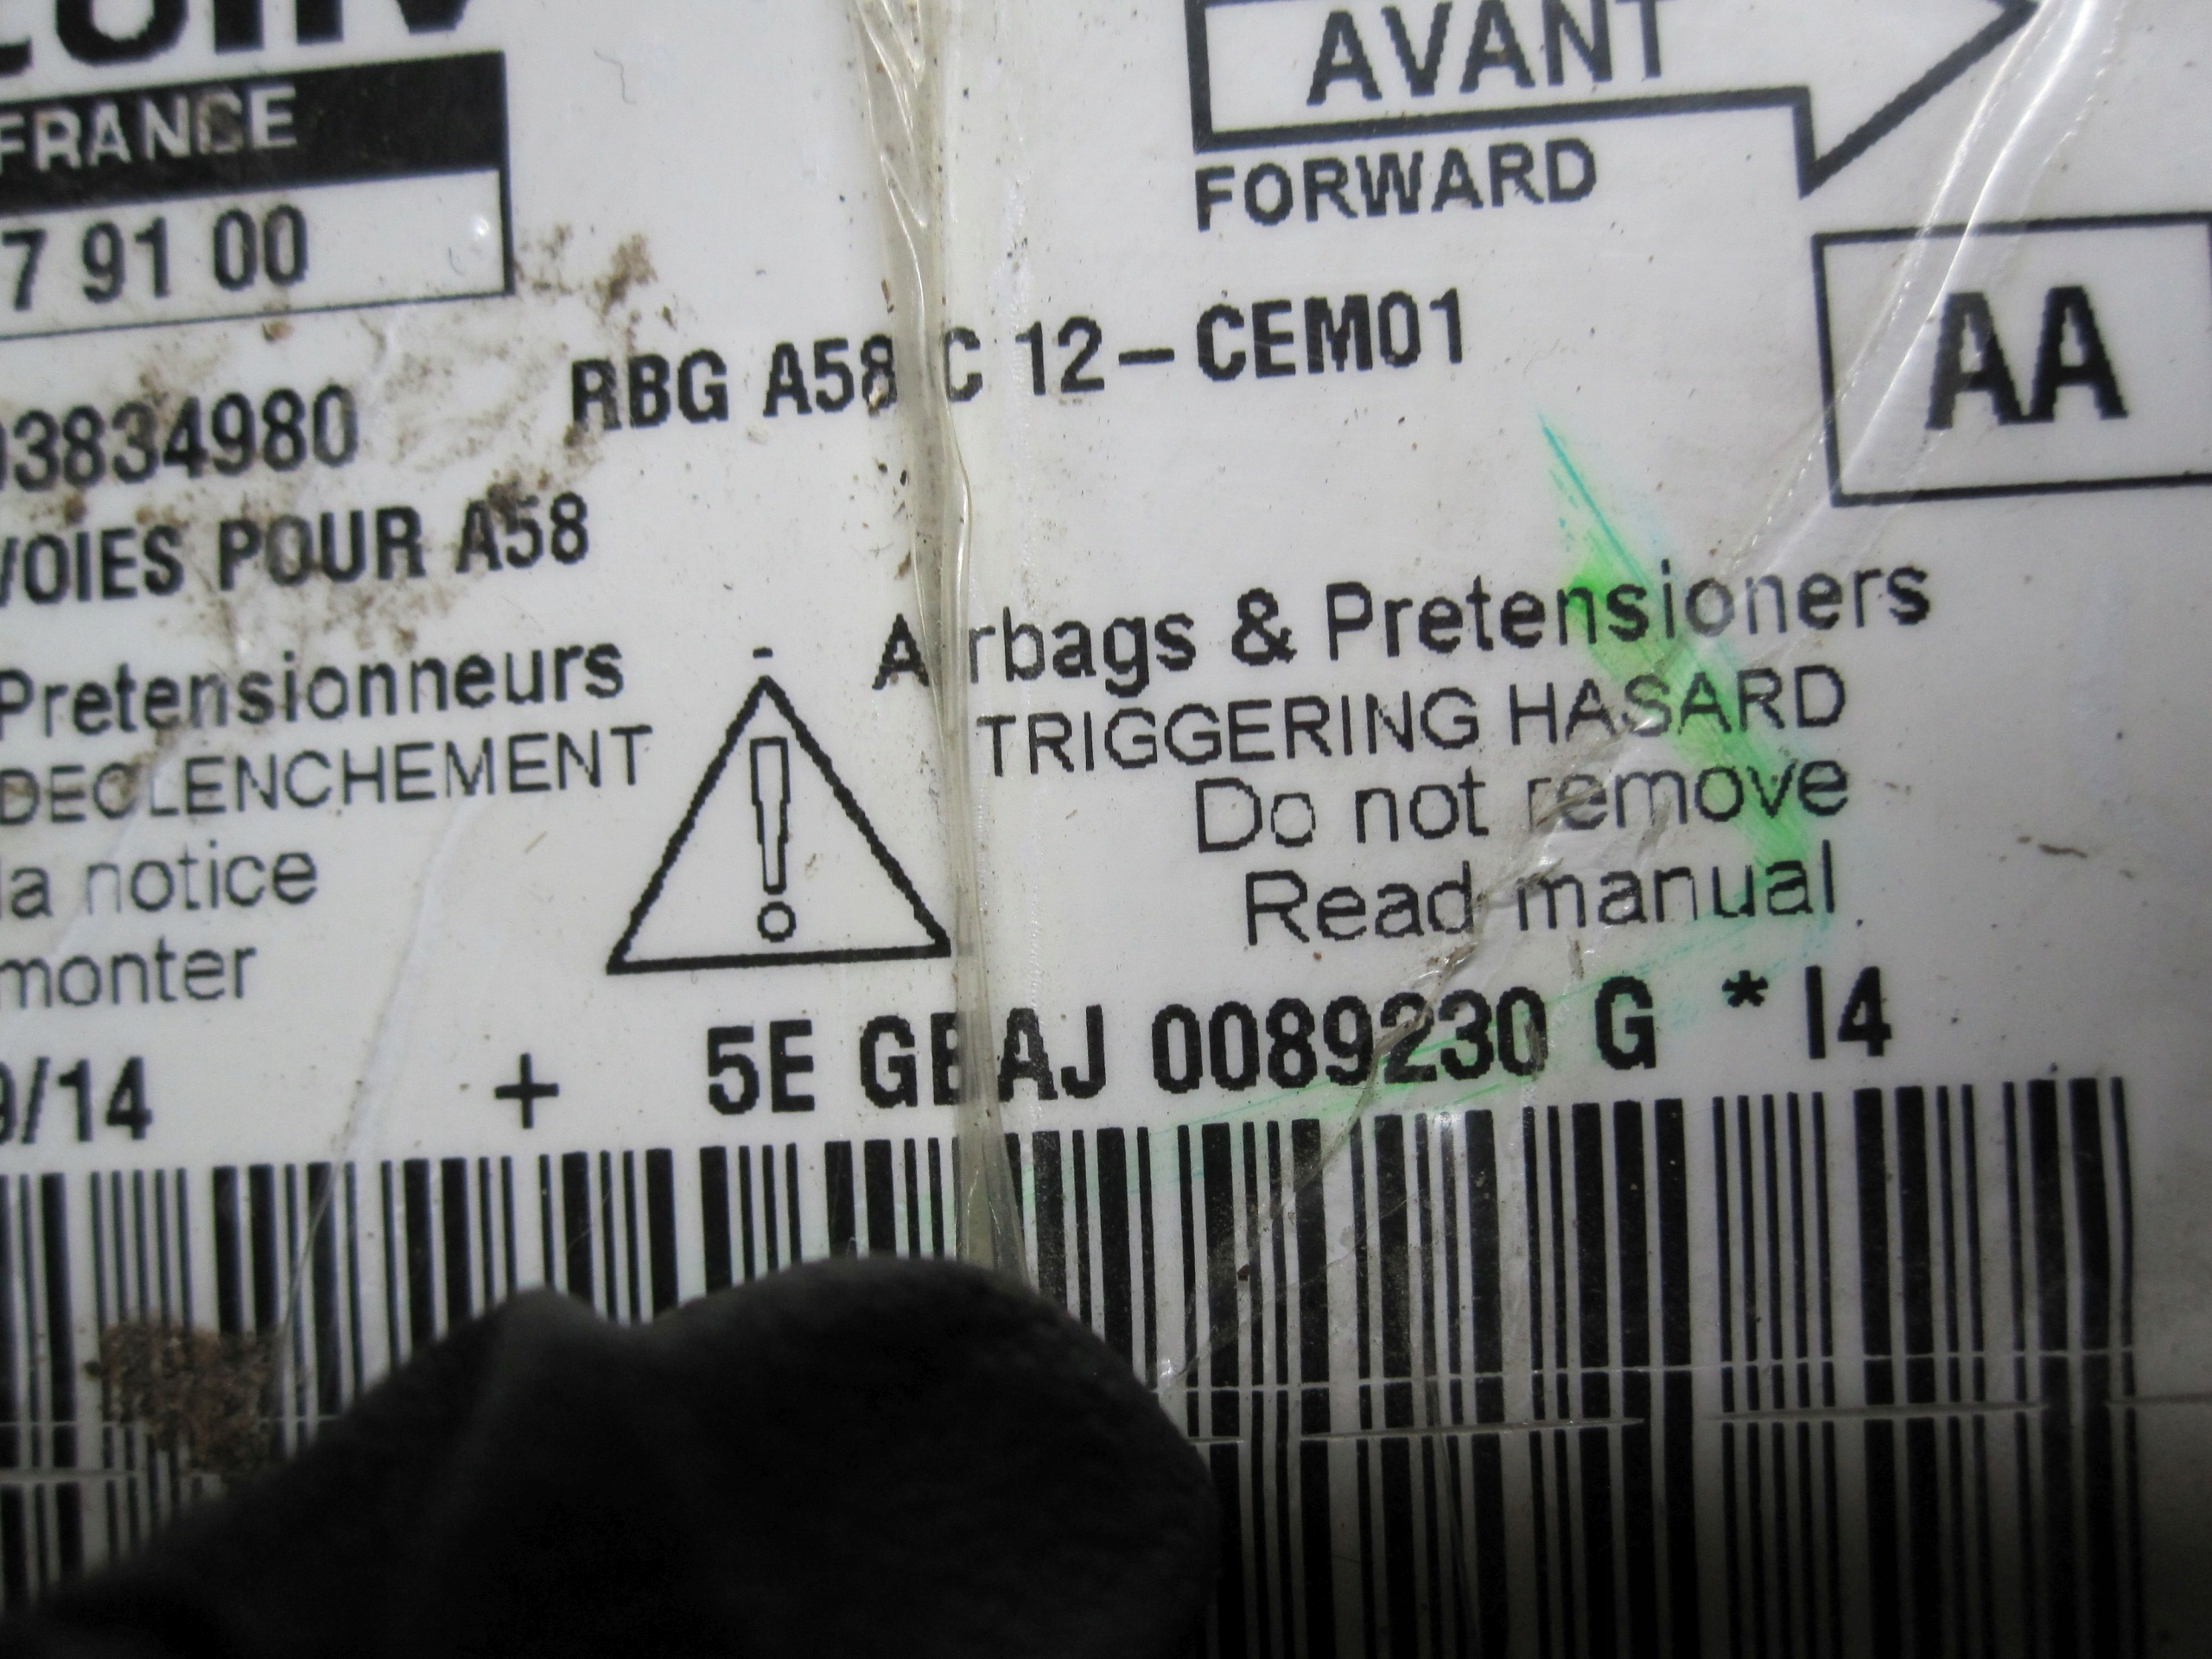 AVANT
FRANCE
FORWARD
7 91 00
AA
RBG A58 C 12-CEM01
03834980
VOIES POUR A58
Pretensionneurs
Airbags & Pretensioners
DECLENCHEMENT
TRIGGERING HASARD
la notice
Do not remove
monter
Read manual.
9/14 + 5E GEAJ 0089230 G * I4